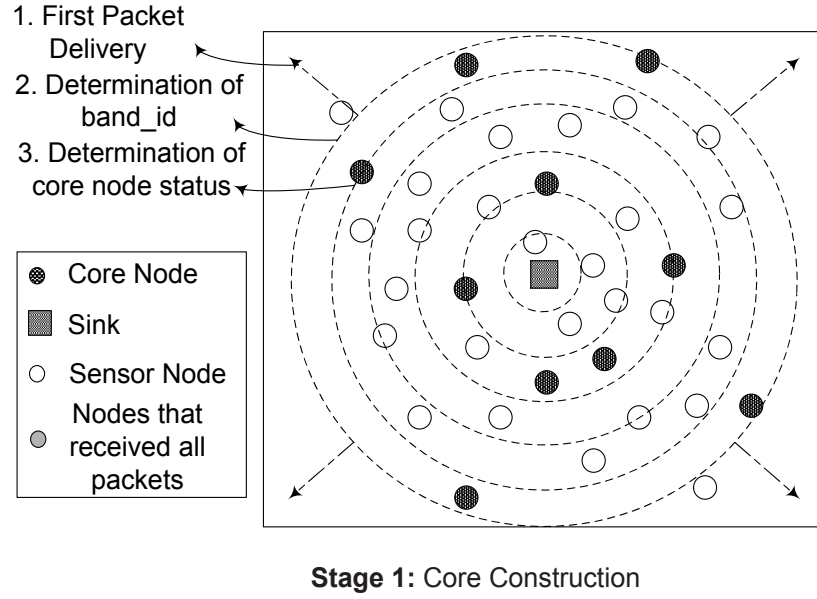 1. First Packet
Delivery
2. Determination of
band_id
3. Determination of
core node status
Core Node
Sink
Sensor Node
Nodes that
received all
packets
Stage 1: Core Construction